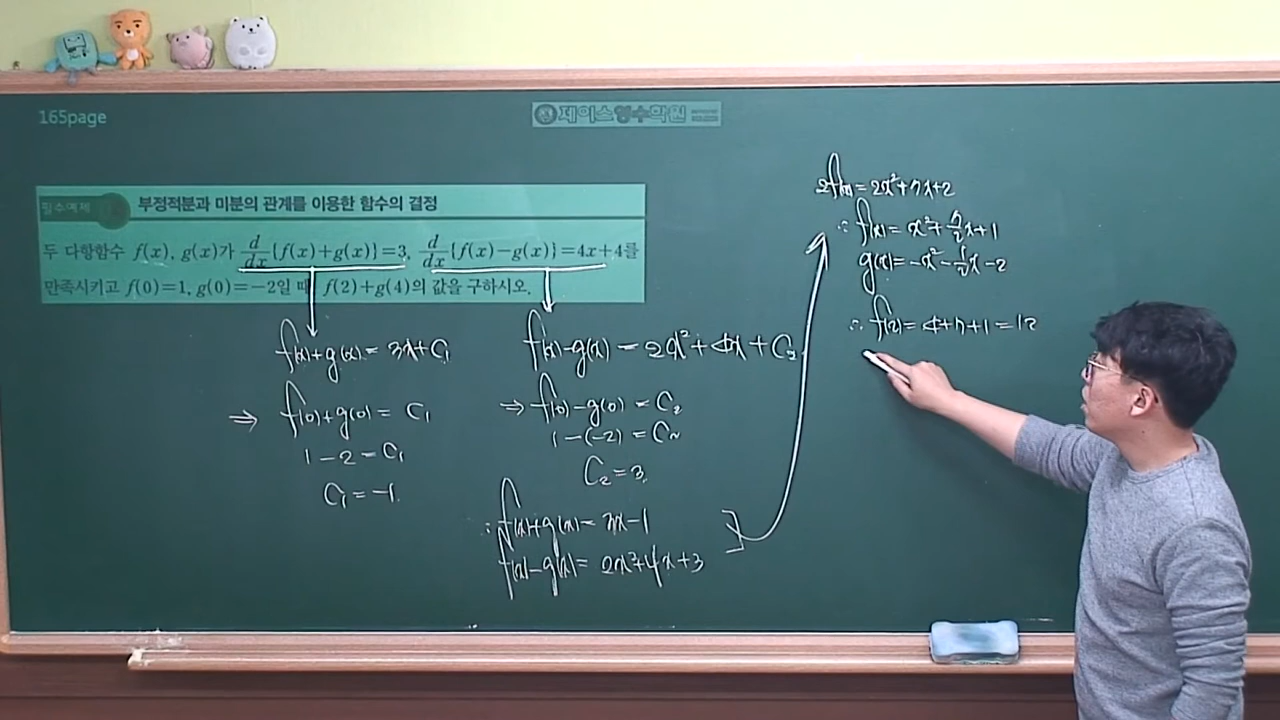 165page
제이스영수학원
필수예제
부정적분과 미분의 관계를 이용한 함수의 결정
두 다항함수 f(x), g(x)가 d/dx{f(x)+g(x)}=3, d/dx{f(x)-g(x)}=4x+4를
만족시키고 f(0)=1, g(0)=-2일 때 f(2)+g(4)의 값을 구하시오.
f(x)+g(x)=3x+C₁
⇒ f(0)+g(0)=C₁
1-2=C₁
C₁=-1.
f(x)-g(x)=2x²+4x+C₂
⇒ f(0)-g(0)=C₂
1-(-2)=C₂
C₂=3.
∴ f(x)+g(x)=3x-1
f(x)-g(x)=2x²+4x+3
2f(x)=2x²+7x+2
∴ f(x)=x²+7/2x+1
g(x)=-x²-1/2x-2
∴ f(2)=4+7+1=12